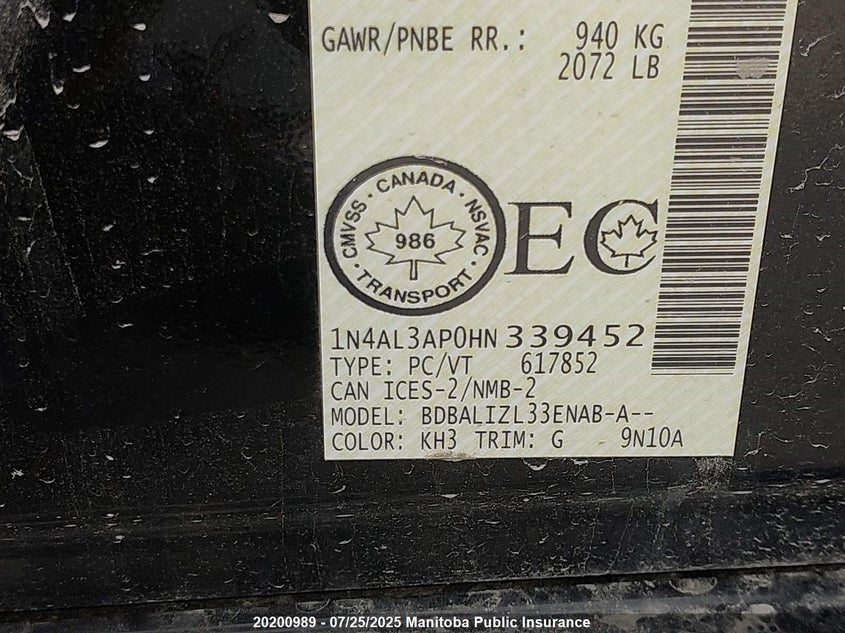 GAWR/PNBE RR.: 940 KG
2072 LB
CMVSS · CANADA · NSVAC
986
· TRANSPORT ·
EC
1N4AL3AP0HN339452
TYPE: PC/VT 617852
CAN ICES-2/NMB-2
MODEL: BDBALIZL33ENAB-A--
COLOR: KH3 TRIM: G 9N10A
20200989 - 07/25/2025 Manitoba Public Insurance